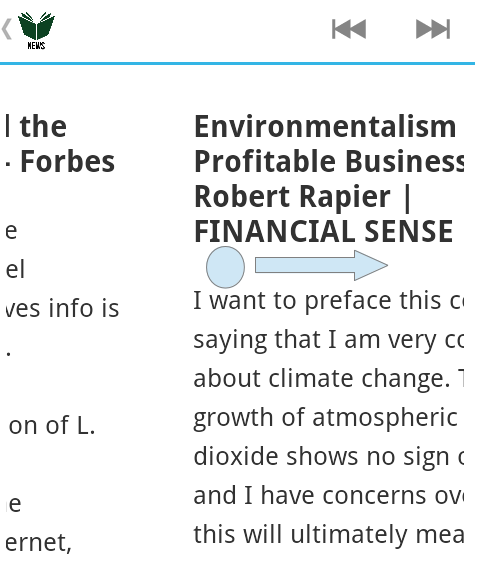 NEWS
l the
- Forbes
e
el
ves info is
.
on of L.
e
ernet,
Environmentalism
Profitable Business
Robert Rapier |
FINANCIAL SENSE
I want to preface this c
saying that I am very co
about climate change. T
growth of atmospheric
dioxide shows no sign o
and I have concerns ove
this will ultimately mea